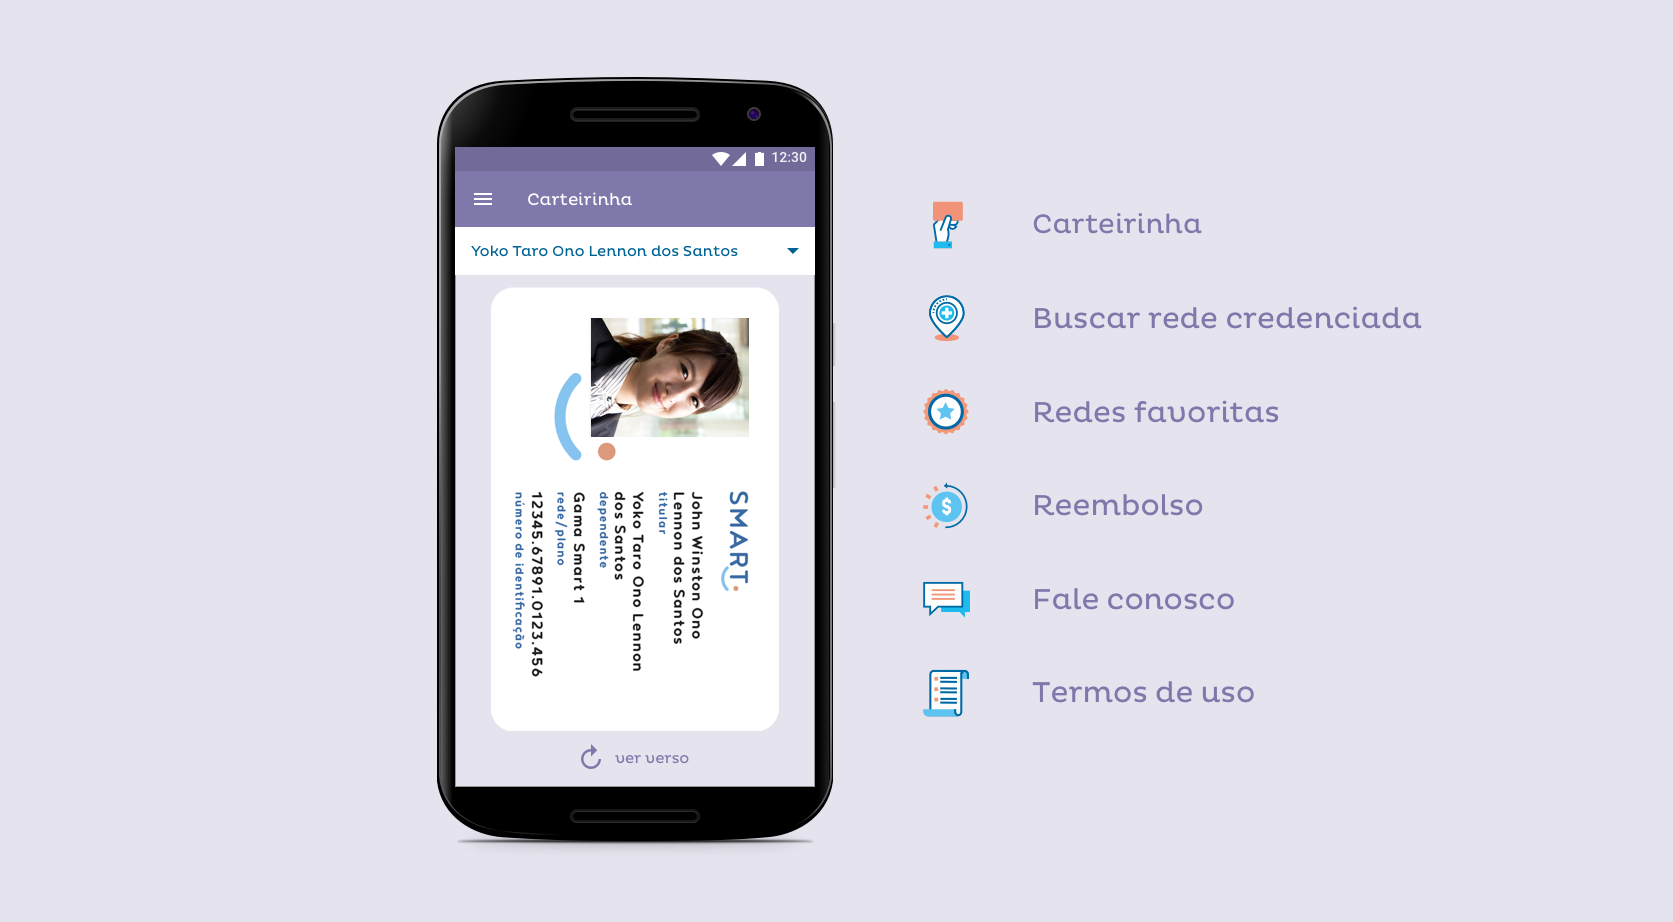 12:30
Carteirinha
Yoko Taro Ono Lennon dos Santos
SMART
John Winston Ono
Lennon dos Santos
titular
Yoko Taro Ono Lennon
dos Santos
dependente
Gama Smart 1
rede/plano
12345.67891.0123.456
número de identificação
ver verso
Carteirinha
Buscar rede credenciada
Redes favoritas
Reembolso
Fale conosco
Termos de uso